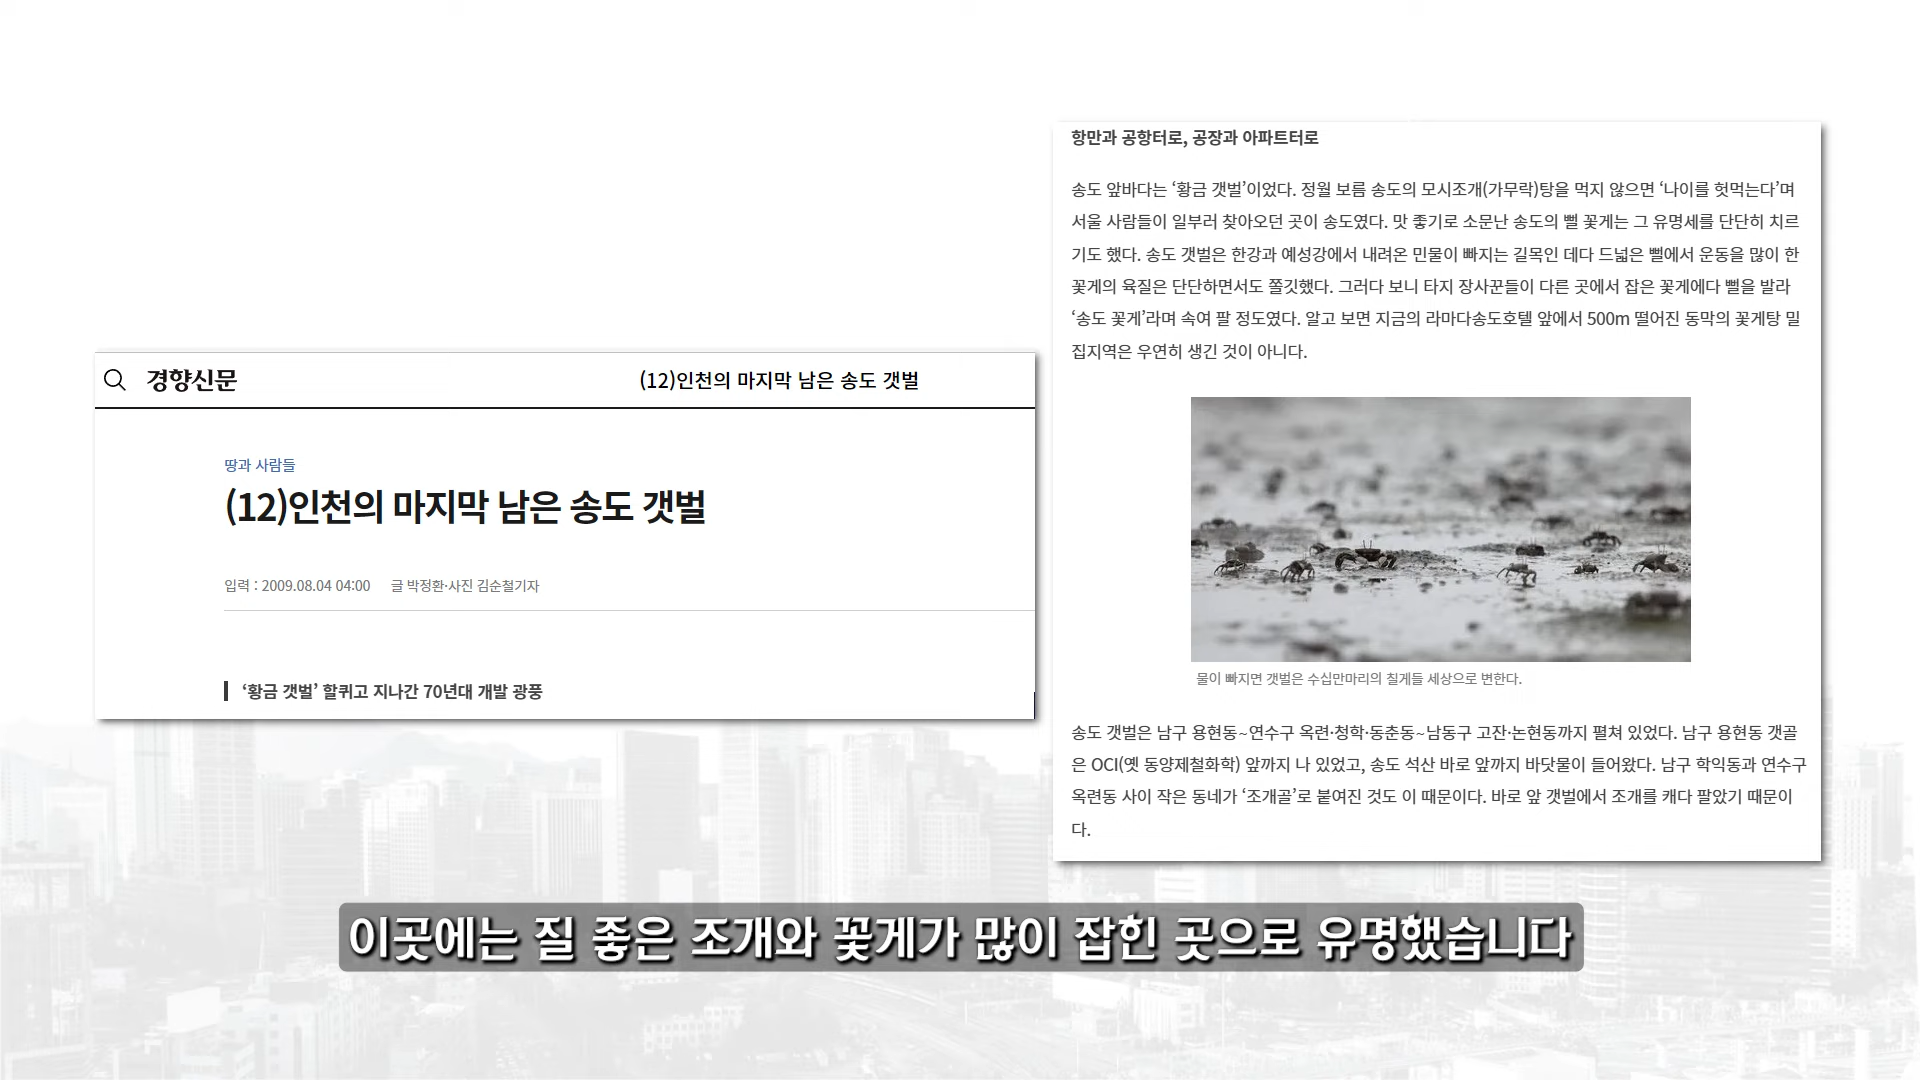 경향신문
(12)인천의 마지막 남은 송도 갯벌
땅과 사람들
(12)인천의 마지막 남은 송도 갯벌
입력 : 2009.08.04 04:00 글 박정환·사진 김순철기자
‘황금 갯벌’ 할퀴고 지나간 70년대 개발 광풍
항만과 공항터로, 공장과 아파트터로
송도 앞바다는 ‘황금 갯벌’이었다. 정월 보름 송도의 모시조개(가무락)탕을 먹지 않으면 ‘나이를 헛먹는다’며
서울 사람들이 일부러 찾아오던 곳이 송도였다. 맛 좋기로 소문난 송도의 뻘 꽃게는 그 유명세를 단단히 치르
기도 했다. 송도 갯벌은 한강과 예성강에서 내려온 민물이 빠지는 길목인 데다 드넓은 뻘에서 운동을 많이 한
꽃게의 육질은 단단하면서도 쫄깃했다. 그러다 보니 타지 장사꾼들이 다른 곳에서 잡은 꽃게에다 뻘을 발라
‘송도 꽃게’라며 속여 팔 정도였다. 알고 보면 지금의 라마다송도호텔 앞에서 500m 떨어진 동막의 꽃게탕 밀
집지역은 우연히 생긴 것이 아니다.
물이 빠지면 갯벌은 수십만마리의 칠게들 세상으로 변한다.
송도 갯벌은 남구 용현동~연수구 옥련·청학·동춘동~남동구 고잔·논현동까지 펼쳐 있었다. 남구 용현동 갯골
은 OCI(옛 동양제철화학) 앞까지 나 있었고, 송도 석산 바로 앞까지 바닷물이 들어왔다. 남구 학익동과 연수구
옥련동 사이 작은 동네가 ‘조개골’로 붙여진 것도 이 때문이다. 바로 앞 갯벌에서 조개를 캐다 팔았기 때문이
다.
이곳에는 질 좋은 조개와 꽃게가 많이 잡힌 곳으로 유명했습니다